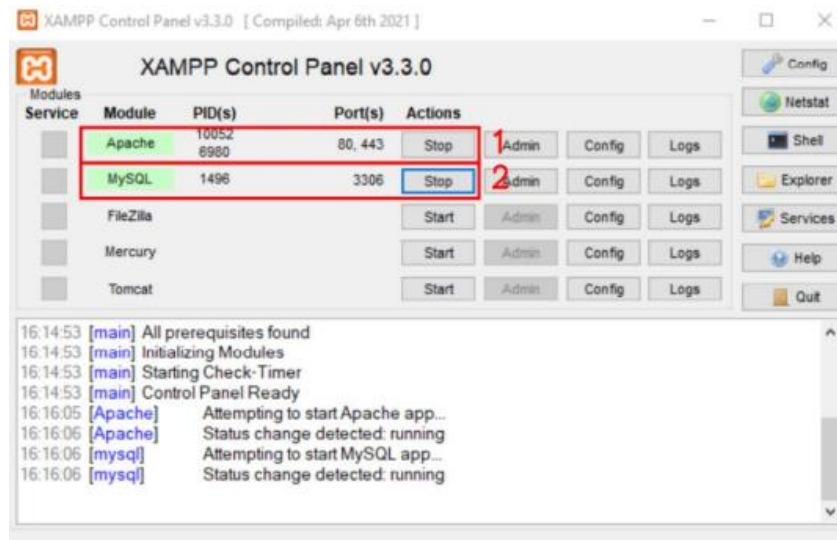 XAMPP Control Panel v3.3.0 [ Compiled: Apr 6th 2021 ]
XAMPP Control Panel v3.3.0
Config
Modules
Netstat
Service Module PID(s) Port(s) Actions
Shell
Apache 10052 6980 80, 443 Stop 1 Admin Config Logs
MySQL 1496 3306 Stop 2 Admin Config Logs
Explorer
FileZilla Start Admin Config Logs
Services
Mercury Start Admin Config Logs
Help
Tomcat Start Admin Config Logs
Quit
16:14:53 [main] All prerequisites found
16:14:53 [main] Initializing Modules
16:14:53 [main] Starting Check-Timer
16:14:53 [main] Control Panel Ready
16:16:05 [Apache] Attempting to start Apache app...
16:16:06 [Apache] Status change detected: running
16:16:06 [mysql] Attempting to start MySQL app...
16:16:06 [mysql] Status change detected: running